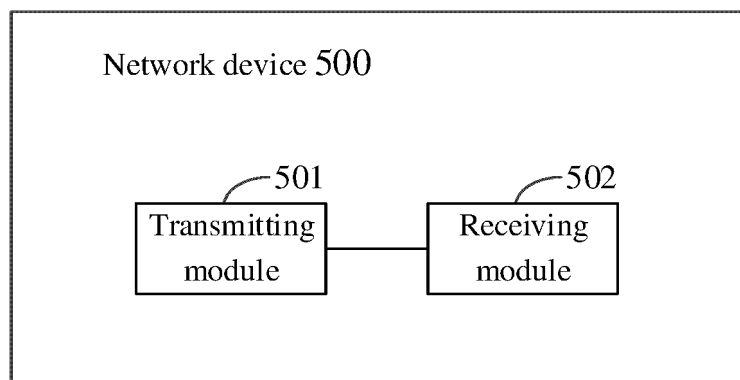 Network device 500
501
502
Transmitting
module
Receiving
module